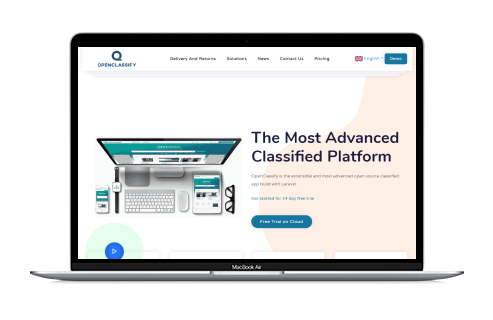 OPENCLASSIFY
Delivery And Returns Solutions News Contact Us Pricing English Demo
The Most Advanced
Classified Platform
OpenClassify is the extensible and most advanced open source classified
app build with Laravel.
Get started for 14 day free trial
Free Trial on Cloud
MacBook Air